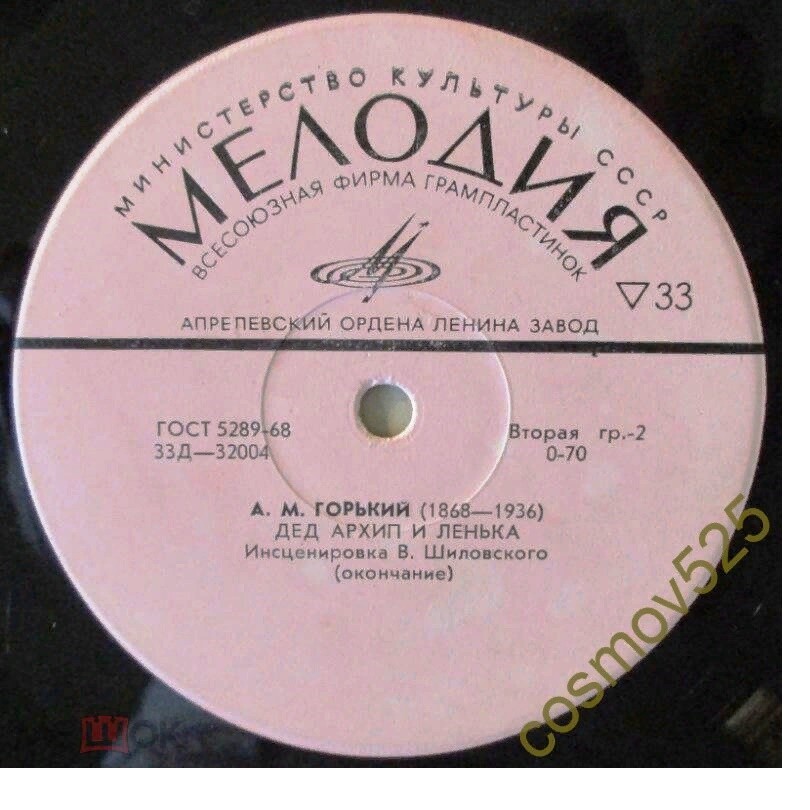 МИНИСТЕРСТВО КУЛЬТУРЫ СССР
МЕЛОДИЯ
ВСЕСОЮЗНАЯ ФИРМА ГРАМПЛАСТИНОК
▽33
АПРЕЛЕВСКИЙ ОРДЕНА ЛЕНИНА ЗАВОД
ГОСТ 5289-68
Вторая гр.-2
33Д—32004
0-70
А. М. ГОРЬКИЙ (1868—1936)
ДЕД АРХИП И ЛЕНЬКА
Инсценировка В. Шиловского
(окончание)
cosmov525